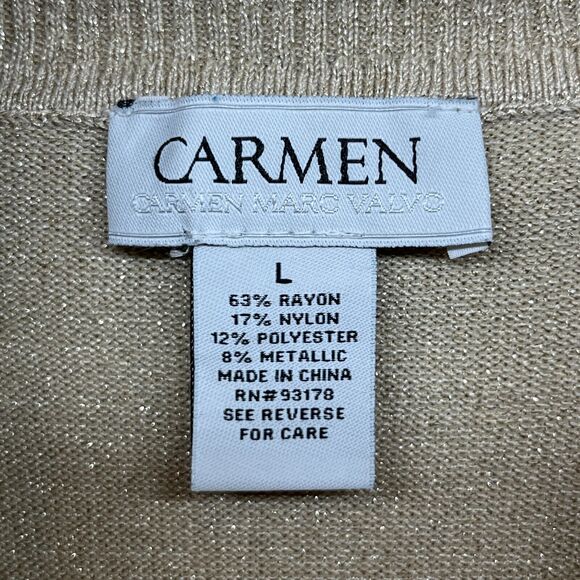 CARMEN
CARMEN MARC VALVO
L
63% RAYON
17% NYLON
12% POLYESTER
8% METALLIC
MADE IN CHINA
RN#93178
SEE REVERSE
FOR CARE